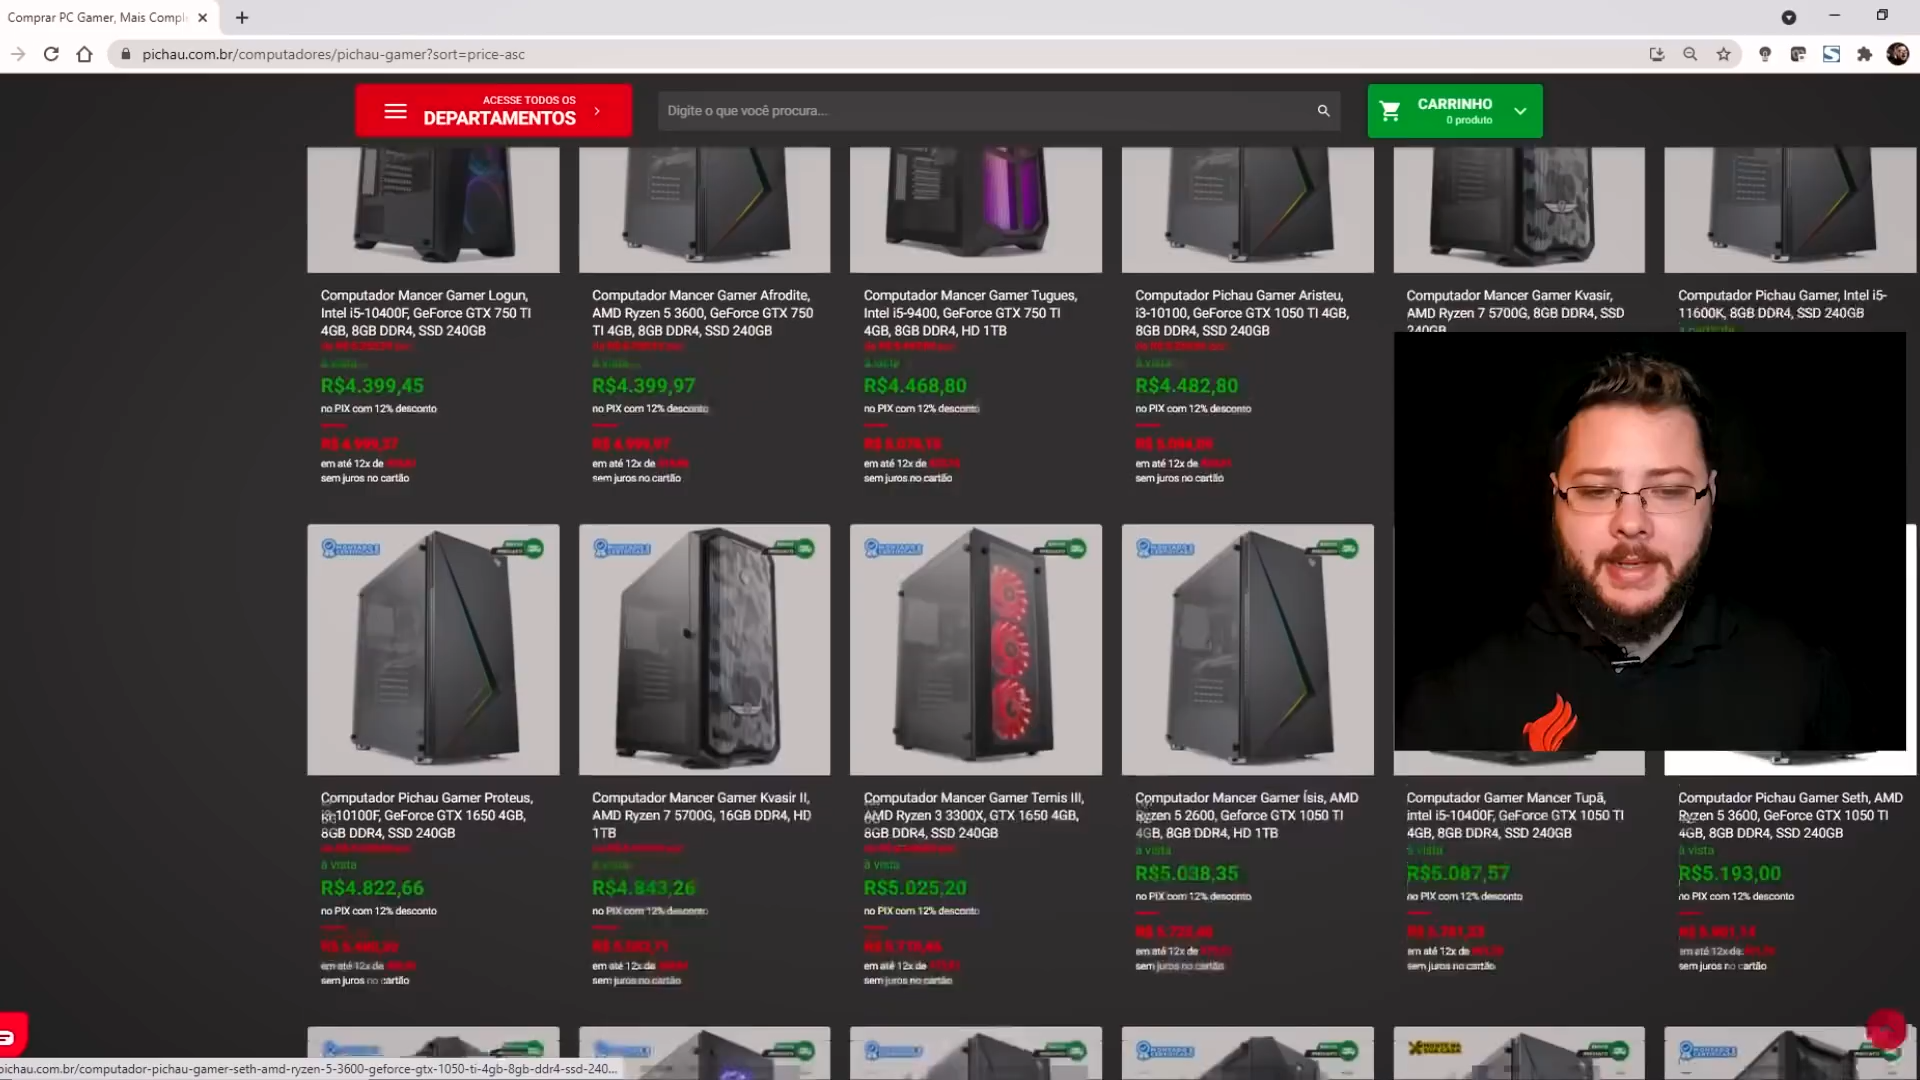 Comprar PC Gamer, Mais Compl
pichau.com.br/computadores/pichau-gamer?sort=price-asc
ACESSE TODOS OS
DEPARTAMENTOS
Digite o que você procura...
CARRINHO
0 produto
Computador Mancer Gamer Logun,
Intel i5-10400F, GeForce GTX 750 TI
4GB, 8GB DDR4, SSD 240GB
à vista
R$4.399,45
no PIX com 12% desconto
em até 12x de
sem juros no cartão
Computador Mancer Gamer Afrodite,
AMD Ryzen 5 3600, GeForce GTX 750
TI 4GB, 8GB DDR4, SSD 240GB
à vista
R$4.399,97
no PIX com 12% desconto
em até 12x de
sem juros no cartão
Computador Mancer Gamer Tugues,
Intel i5-9400, GeForce GTX 750 TI
4GB, 8GB DDR4, HD 1TB
à vista
R$4.468,80
no PIX com 12% desconto
em até 12x de
sem juros no cartão
Computador Pichau Gamer Aristeu,
i3-10100, GeForce GTX 1050 TI 4GB,
8GB DDR4, SSD 240GB
à vista
R$4.482,80
no PIX com 12% desconto
em até 12x de
sem juros no cartão
Computador Mancer Gamer Kvasir,
AMD Ryzen 7 5700G, 8GB DDR4, SSD
240GB
Computador Pichau Gamer, Intel i5-
11600K, 8GB DDR4, SSD 240GB
Computador Pichau Gamer Proteus,
i3-10100F, GeForce GTX 1650 4GB,
8GB DDR4, SSD 240GB
à vista
R$4.822,66
no PIX com 12% desconto
em até 12x de
sem juros no cartão
Computador Mancer Gamer Kvasir II,
AMD Ryzen 7 5700G, 16GB DDR4, HD
1TB
à vista
R$4.843,26
no PIX com 12% desconto
em até 12x de
sem juros no cartão
Computador Mancer Gamer Temis III,
AMD Ryzen 3 3300X, GTX 1650 4GB,
8GB DDR4, SSD 240GB
à vista
R$5.025,20
no PIX com 12% desconto
em até 12x de
sem juros no cartão
Computador Mancer Gamer Ísis, AMD
Ryzen 5 2600, Geforce GTX 1050 TI
4GB, 8GB DDR4, HD 1TB
à vista
R$5.038,35
no PIX com 12% desconto
em até 12x de
sem juros no cartão
Computador Gamer Mancer Tupã,
intel i5-10400F, GeForce GTX 1050 TI
4GB, 8GB DDR4, SSD 240GB
à vista
R$5.087,57
no PIX com 12% desconto
em até 12x de
sem juros no cartão
Computador Pichau Gamer Seth, AMD
Ryzen 5 3600, GeForce GTX 1050 TI
4GB, 8GB DDR4, SSD 240GB
à vista
R$5.193,00
no PIX com 12% desconto
em até 12x de
sem juros no cartão
pichau.com.br/computador-pichau-gamer-seth-amd-ryzen-5-3600-geforce-gtx-1050-ti-4gb-8gb-ddr4-ssd-240...